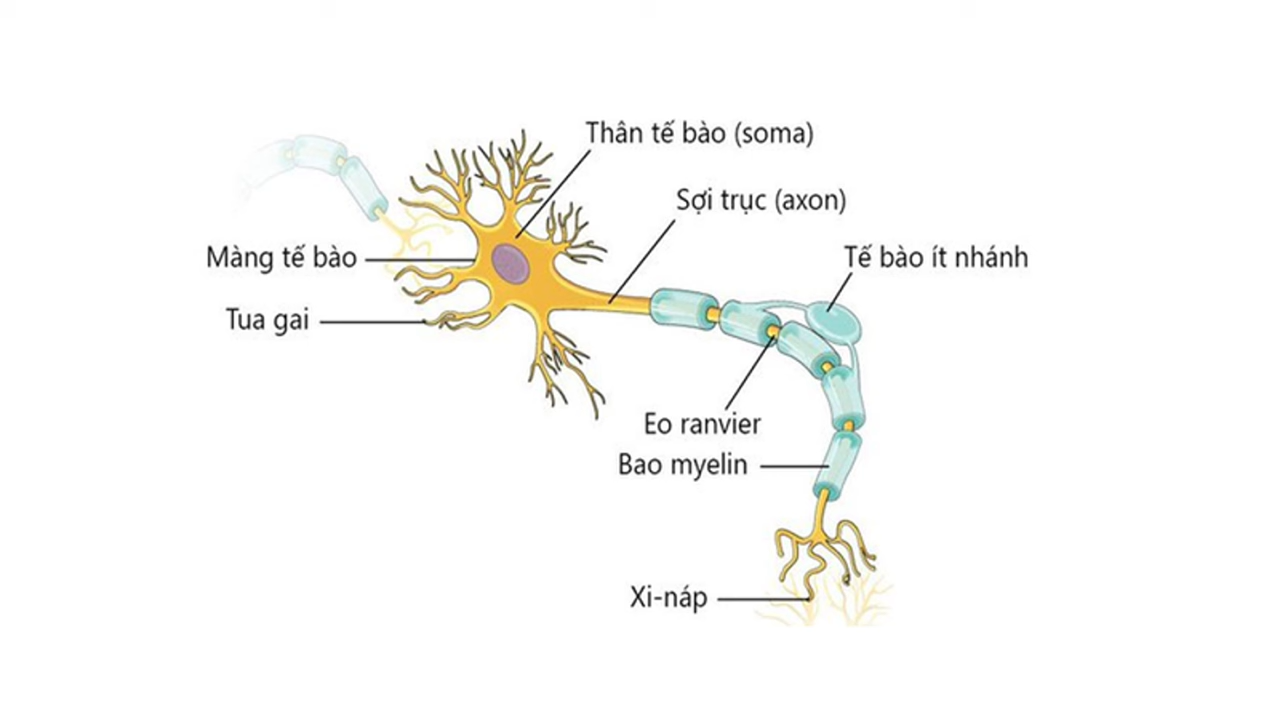 Thân tế bào (soma)
Sợi trục (axon)
Màng tế bào
Tế bào ít nhánh
Tua gai
Eo ranvier
Bao myelin
Xi-náp